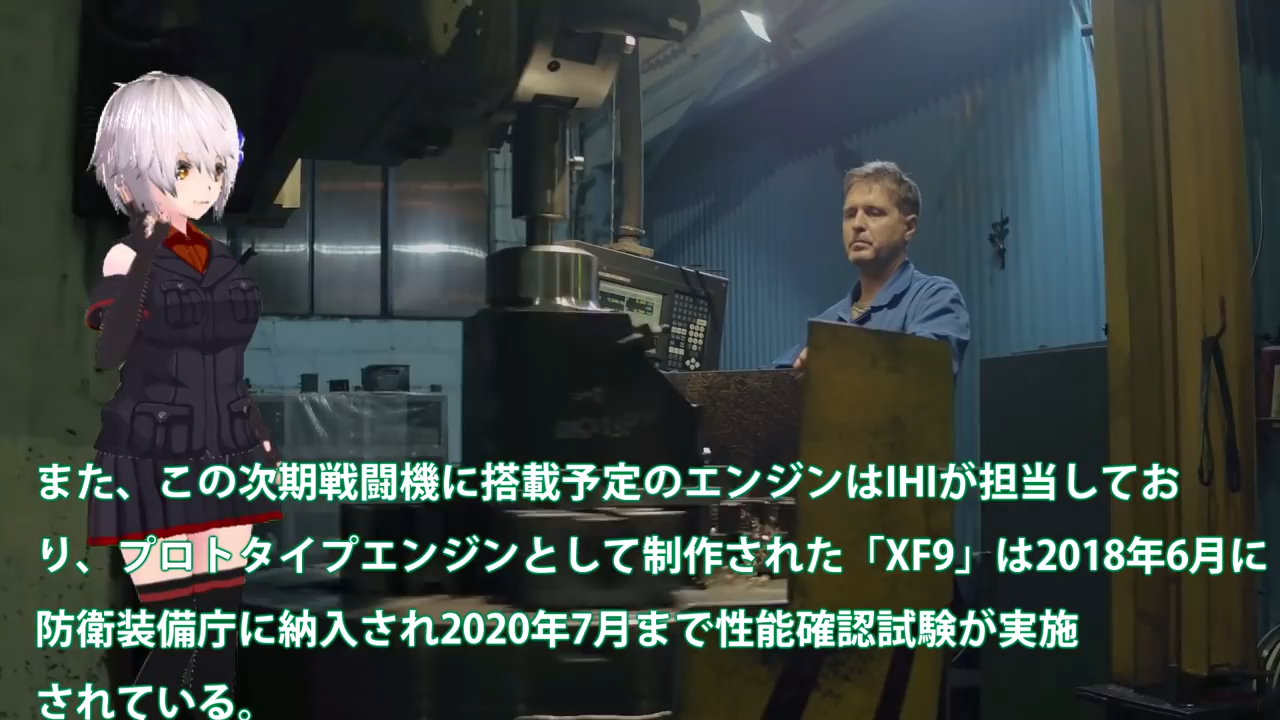 また、この次期戦闘機に搭載予定のエンジンはIHIが担当してお
り、プロトタイプエンジンとして制作された「XF9」は2018年6月に
防衛装備庁に納入され2020年7月まで性能確認試験が実施
されている。